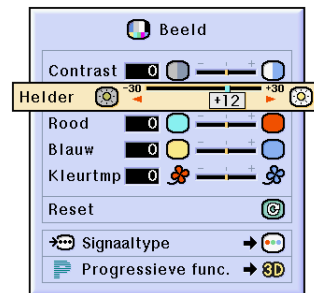 Beeld
Contrast 0 - +
Helder -30 +12 +30
Rood 0 - +
Blauw 0 - +
Kleurtmp 0 - +
Reset
Signaaltype
Progressieve func. 3D